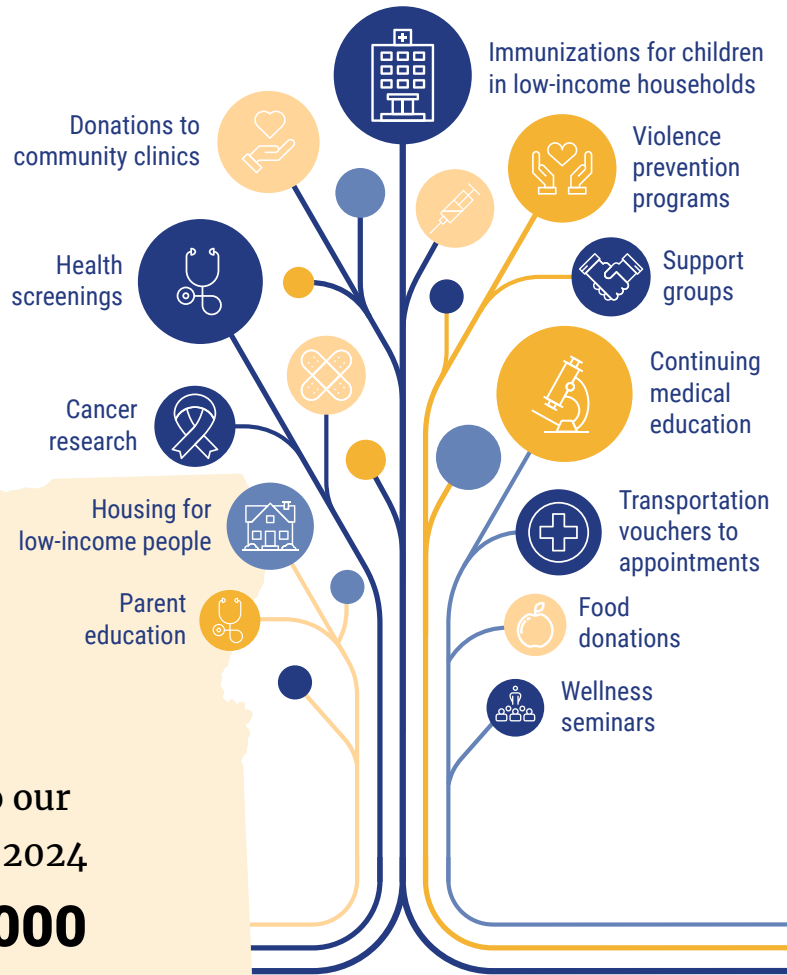 Immunizations for children
in low-income households
Donations to
community clinics
Violence
prevention
programs
Health
screenings
Support
groups
Continuing
medical
education
Cancer
research
Housing for
low-income people
Transportation
vouchers to
appointments
Parent
education
Food
donations
Wellness
seminars
our
2024
000